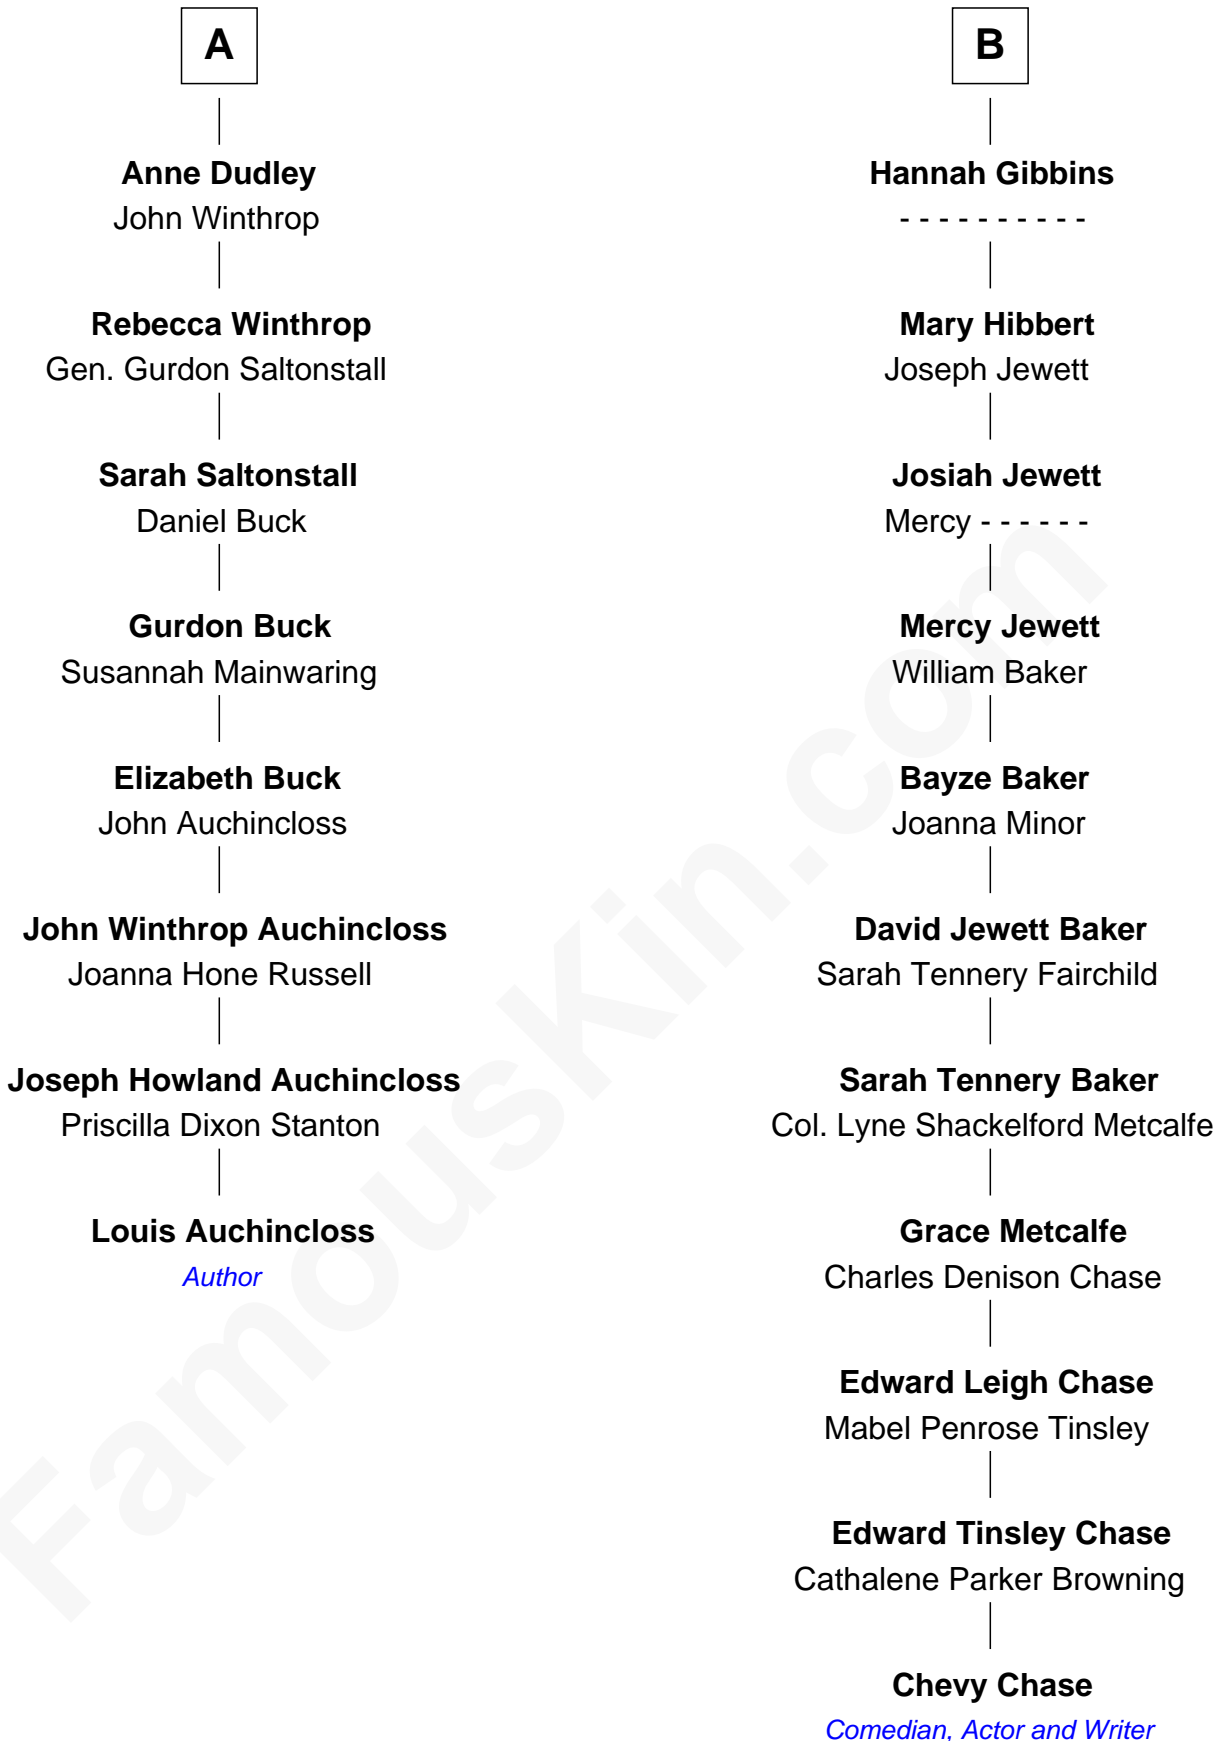 A
Anne Dudley
John Winthrop
Rebecca Winthrop
Gen. Gurdon Saltonstall
Sarah Saltonstall
Daniel Buck
Gurdon Buck
Susannah Mainwaring
Elizabeth Buck
John Auchincloss
John Winthrop Auchincloss
Joanna Hone Russell
Joseph Howland Auchincloss
Priscilla Dixon Stanton
Louis Auchincloss
Author
B
Hannah Gibbins
- - - - - - - - - -
Mary Hibbert
Joseph Jewett
Josiah Jewett
Mercy - - - - - -
Mercy Jewett
William Baker
Bayze Baker
Joanna Minor
David Jewett Baker
Sarah Tennery Fairchild
Sarah Tennery Baker
Col. Lyne Shackelford Metcalfe
Grace Metcalfe
Charles Denison Chase
Edward Leigh Chase
Mabel Penrose Tinsley
Edward Tinsley Chase
Cathalene Parker Browning
Chevy Chase
Comedian, Actor and Writer
FamousKin.com